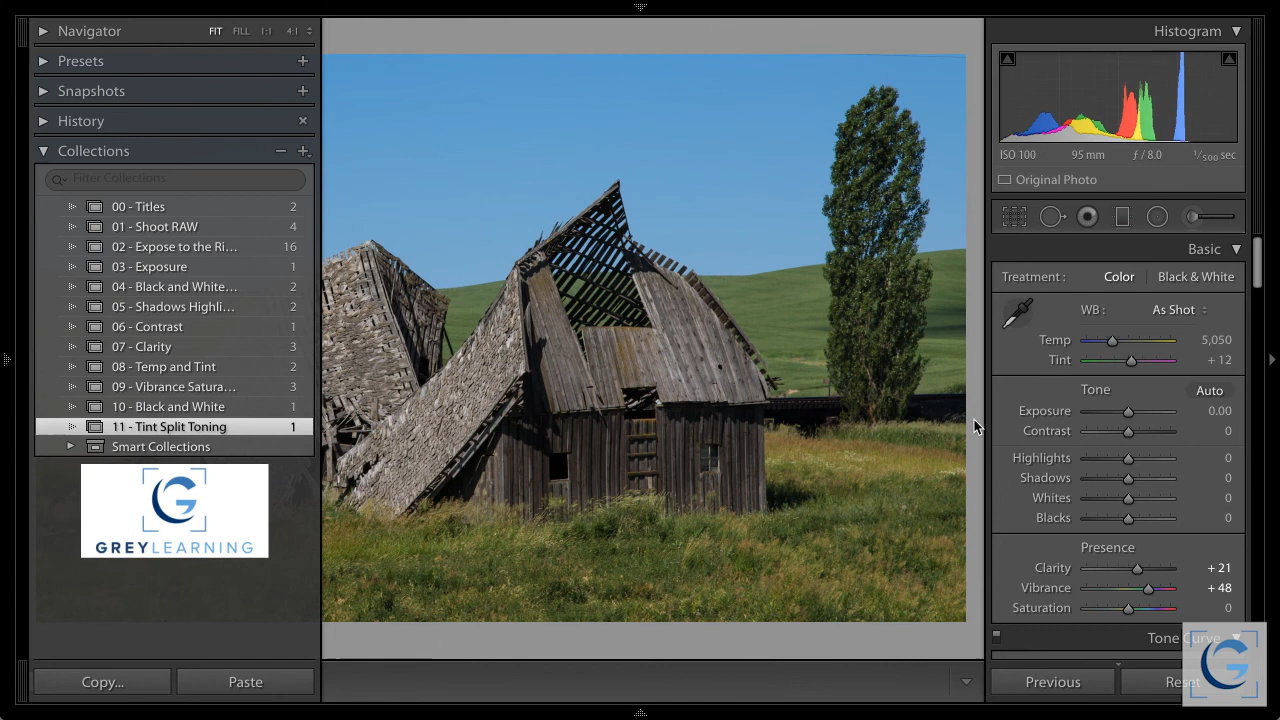 Navigator FIT FILL 1:1 4:1
Presets
Snapshots
History
Collections
Filter Collections
00 - Titles 2
01 - Shoot RAW 4
02 - Expose to the Ri... 16
03 - Exposure 1
04 - Black and White... 2
05 - Shadows Highli... 2
06 - Contrast 1
07 - Clarity 3
08 - Temp and Tint 2
09 - Vibrance Satura... 3
10 - Black and White 1
11 - Tint Split Toning 1
Smart Collections
G
GREYLEARNING
Copy... Paste
Histogram
ISO 100 95 mm ƒ / 8.0 1/500 sec
Original Photo
Basic
Treatment : Color Black & White
WB : As Shot
Temp 5,050
Tint + 12
Tone Auto
Exposure 0.00
Contrast 0
Highlights 0
Shadows 0
Whites 0
Blacks 0
Presence
Clarity + 21
Vibrance + 48
Saturation 0
Tone Curve
Previous Reset
G